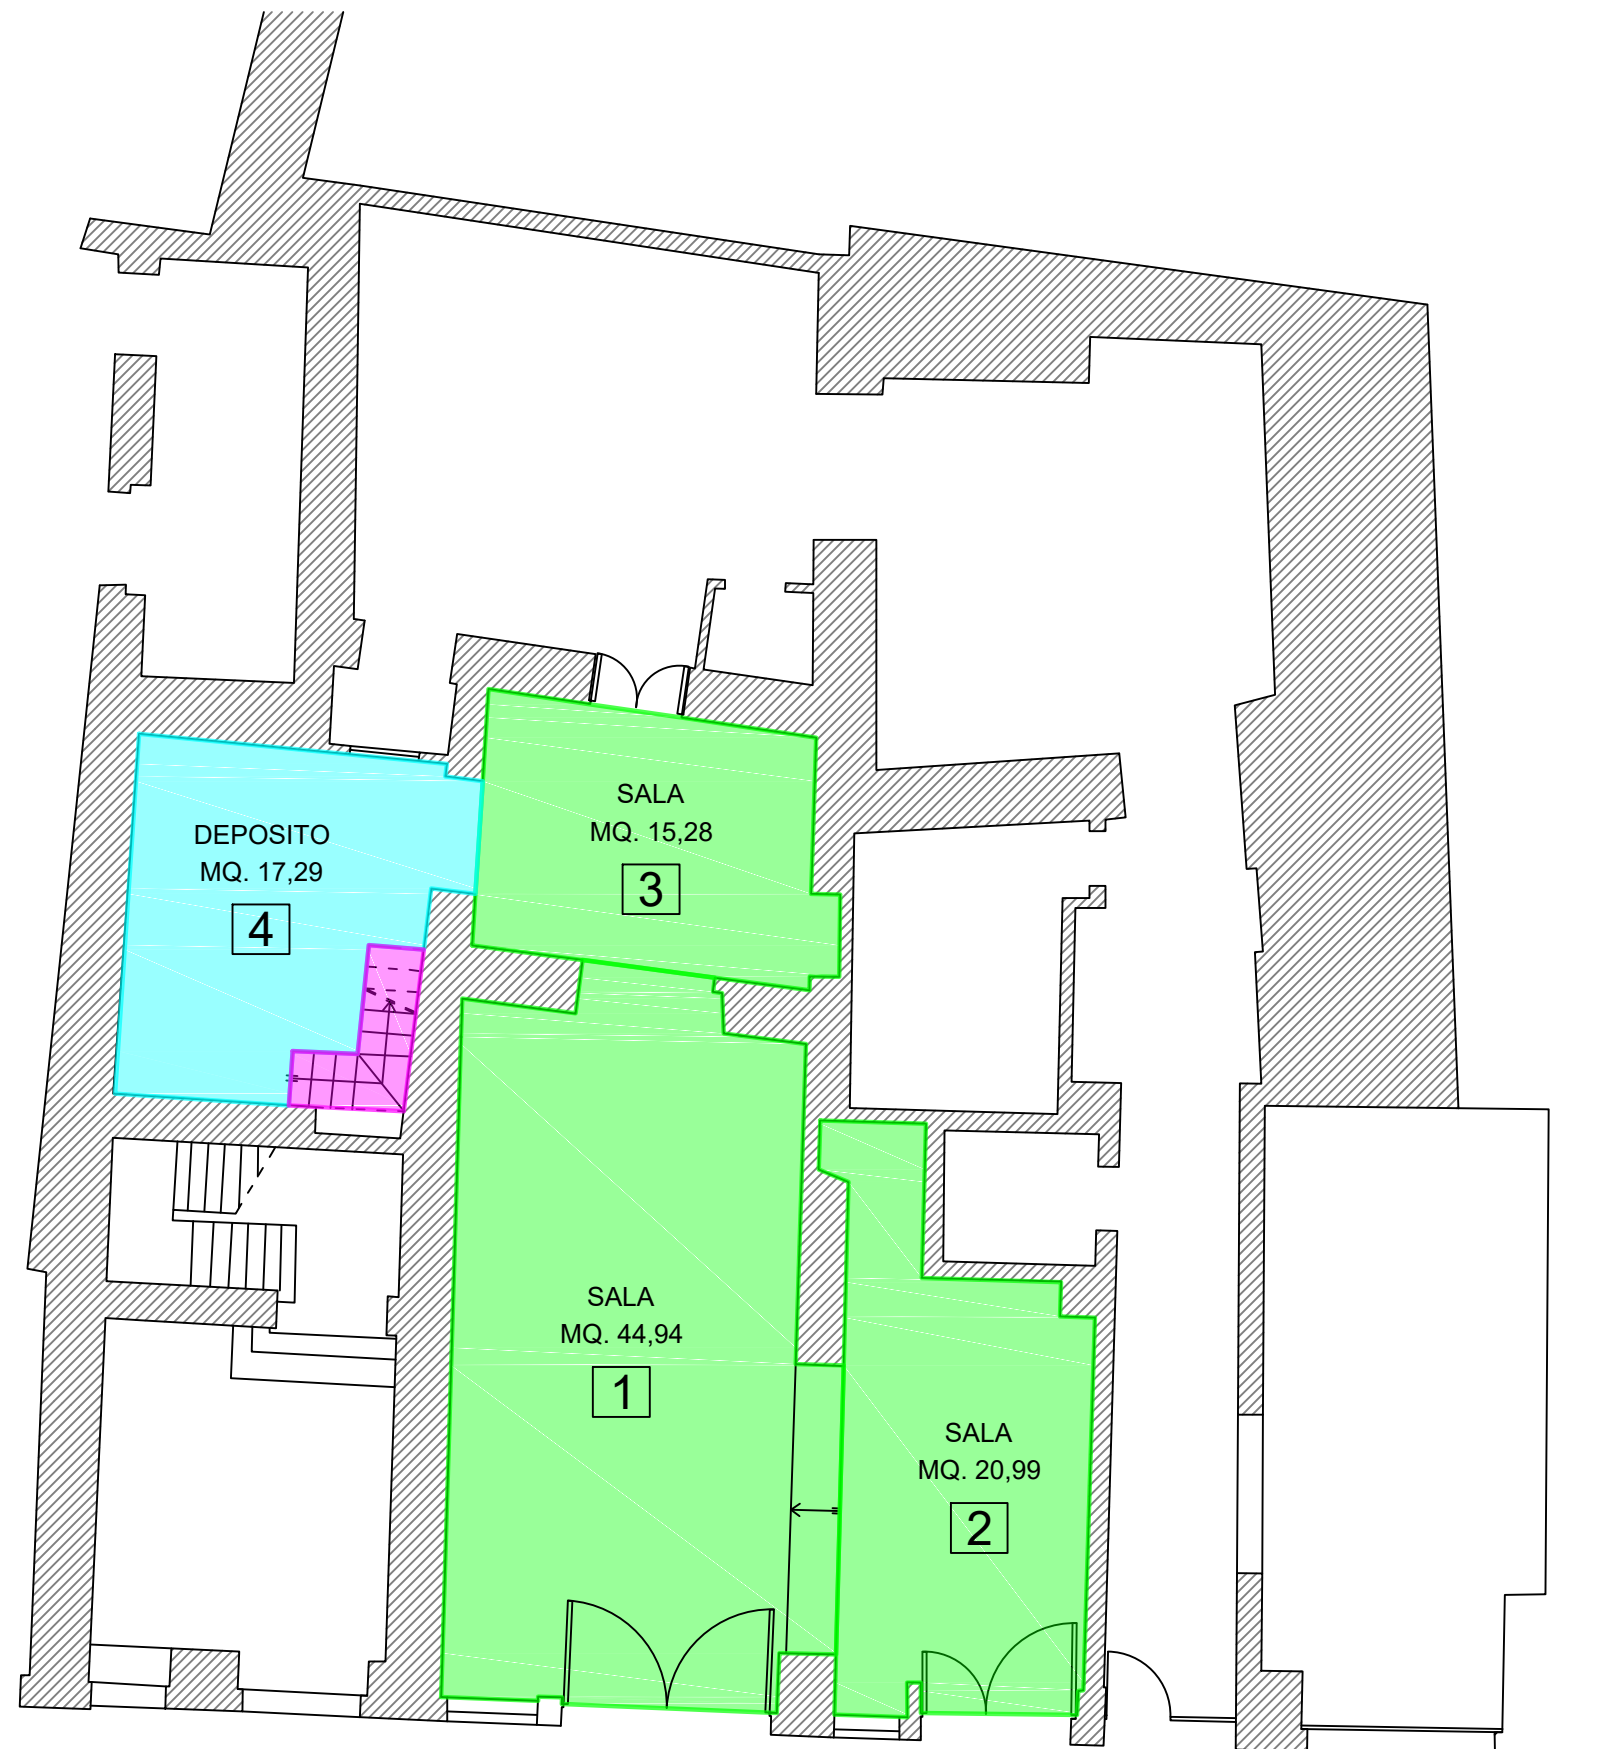 SALA
MQ. 15,28
3
DEPOSITO
MQ. 17,29
4
SALA
MQ. 44,94
1
SALA
MQ. 20,99
2